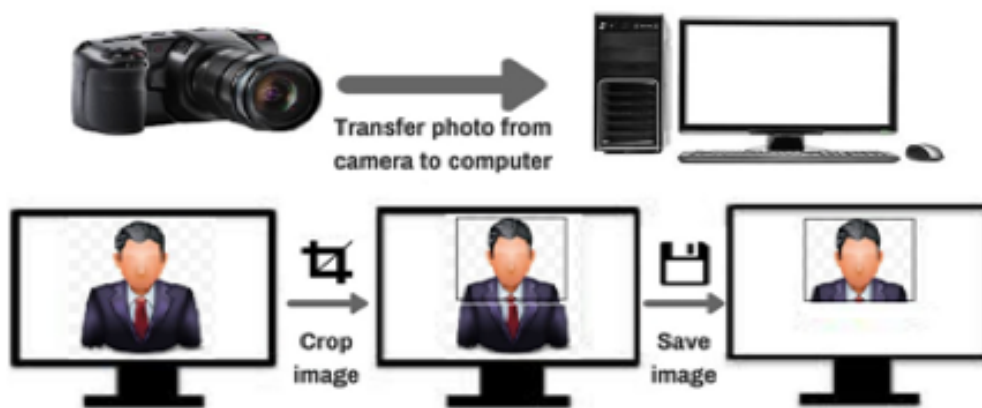 Transfer photo from
camera to computer
Crop
image
Save
image